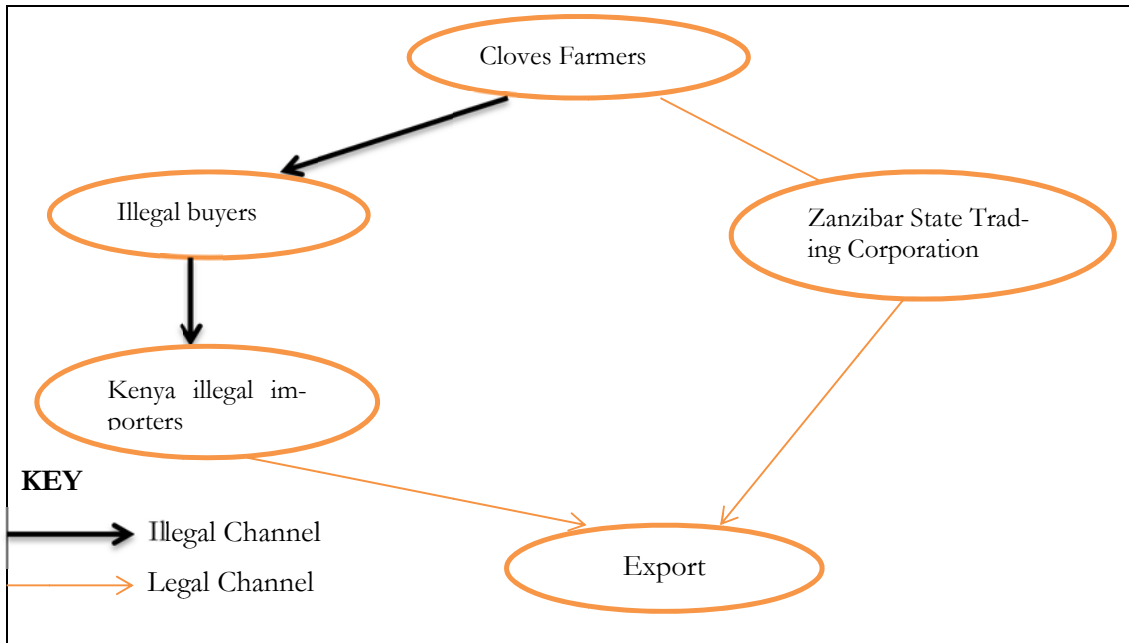 Cloves Farmers
Illegal buyers
Zanzibar State Trad-
ing Corporation
Kenya illegal im-
porters
KEY
Illegal Channel
Legal Channel
Export